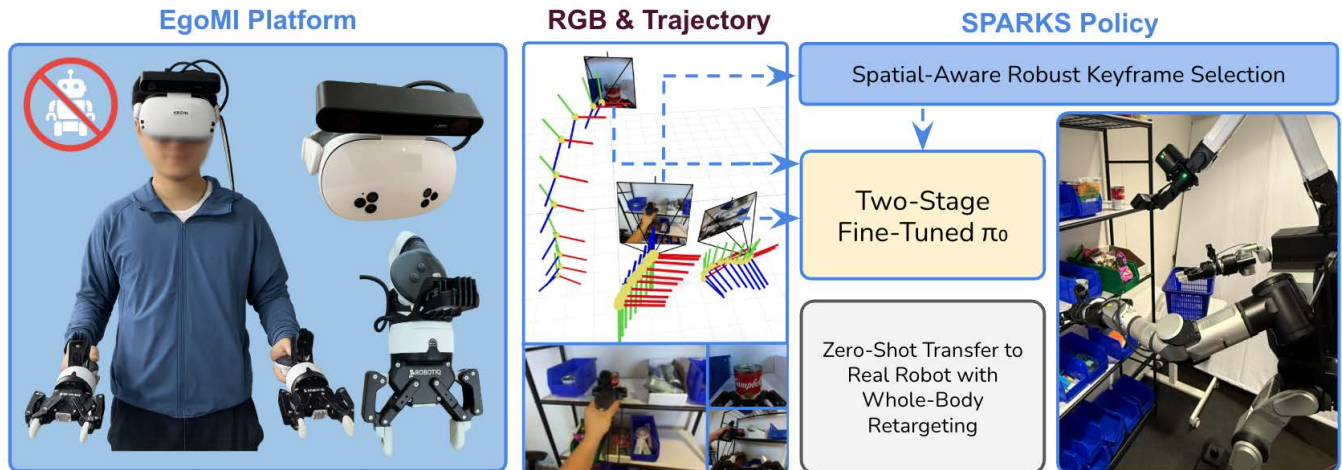 EgoMI Platform
RGB & Trajectory
SPARKS Policy
Spatial-Aware Robust Keyframe Selection
Two-Stage
Fine-Tuned π₀
Zero-Shot Transfer to
Real Robot with
Whole-Body
Retargeting
ROBOTIQ